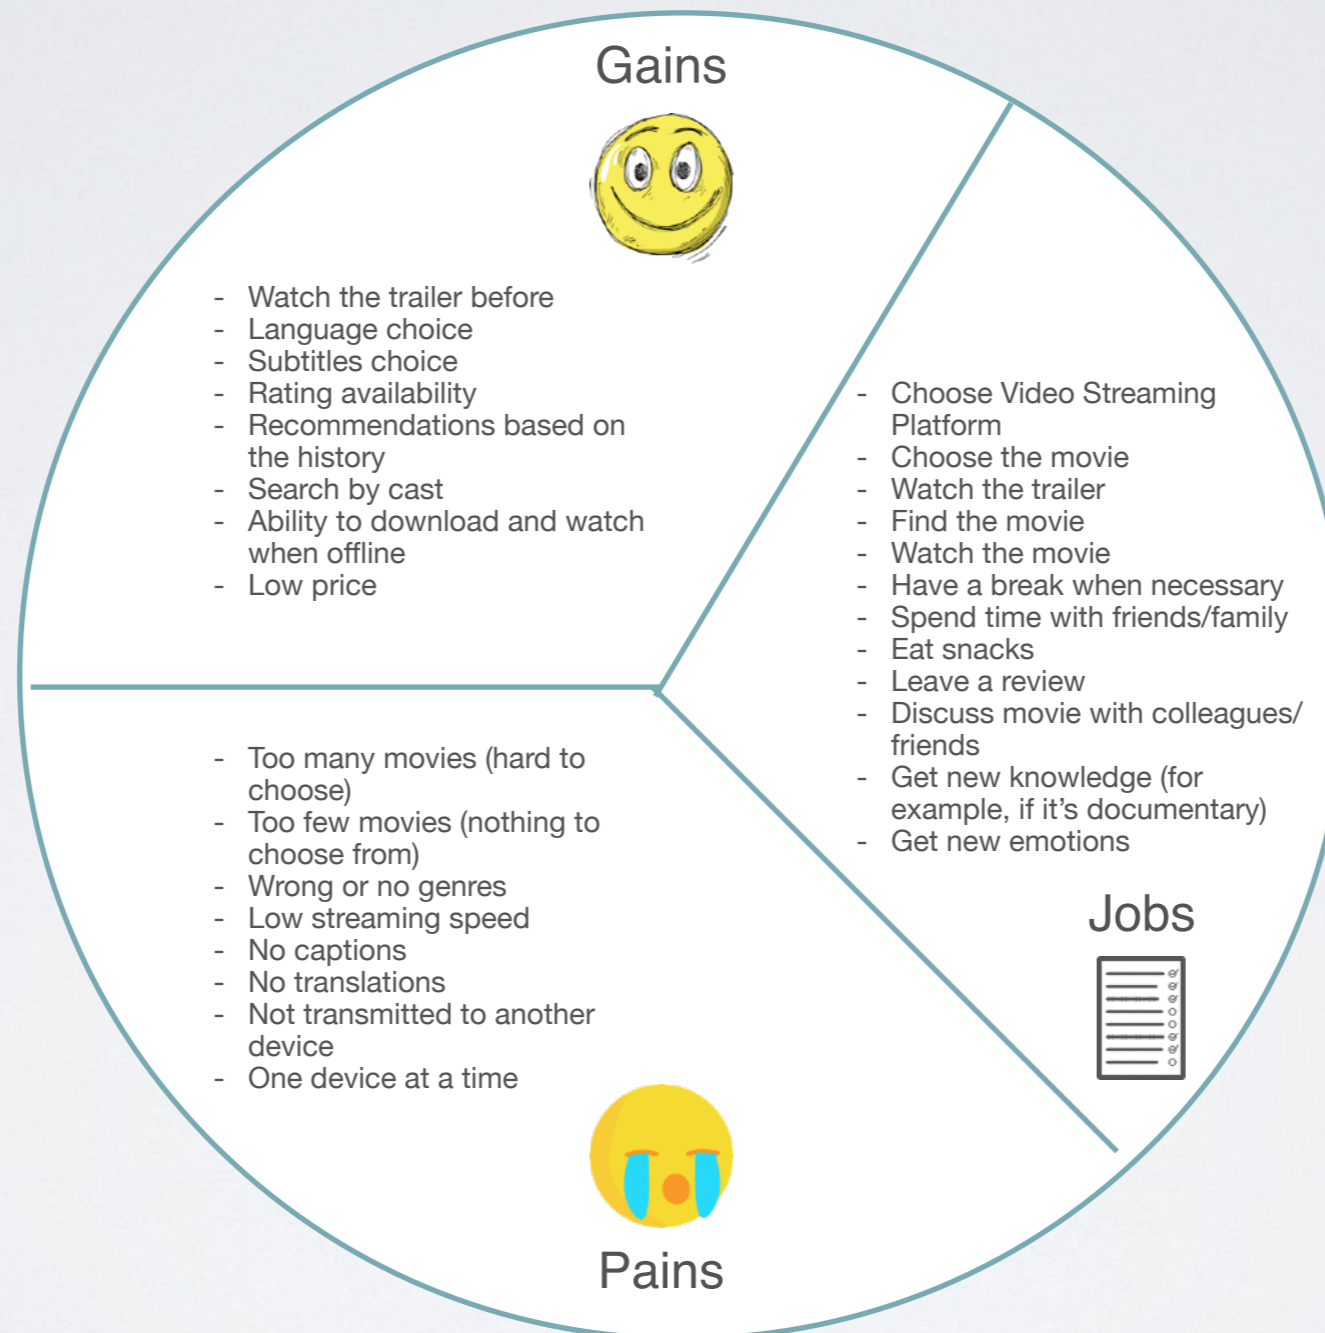 Gains
- Watch the trailer before
- Language choice
- Subtitles choice
- Rating availability
- Recommendations based on
the history
- Search by cast
- Ability to download and watch
when offline
- Low price
- Choose Video Streaming
Platform
- Choose the movie
- Watch the trailer
- Find the movie
- Watch the movie
- Have a break when necessary
- Spend time with friends/family
- Eat snacks
- Leave a review
- Discuss movie with colleagues/
friends
- Get new knowledge (for
example, if it's documentary)
- Get new emotions
Jobs
- Too many movies (hard to
choose)
- Too few movies (nothing to
choose from)
- Wrong or no genres
- Low streaming speed
- No captions
- No translations
- Not transmitted to another
device
- One device at a time
Pains